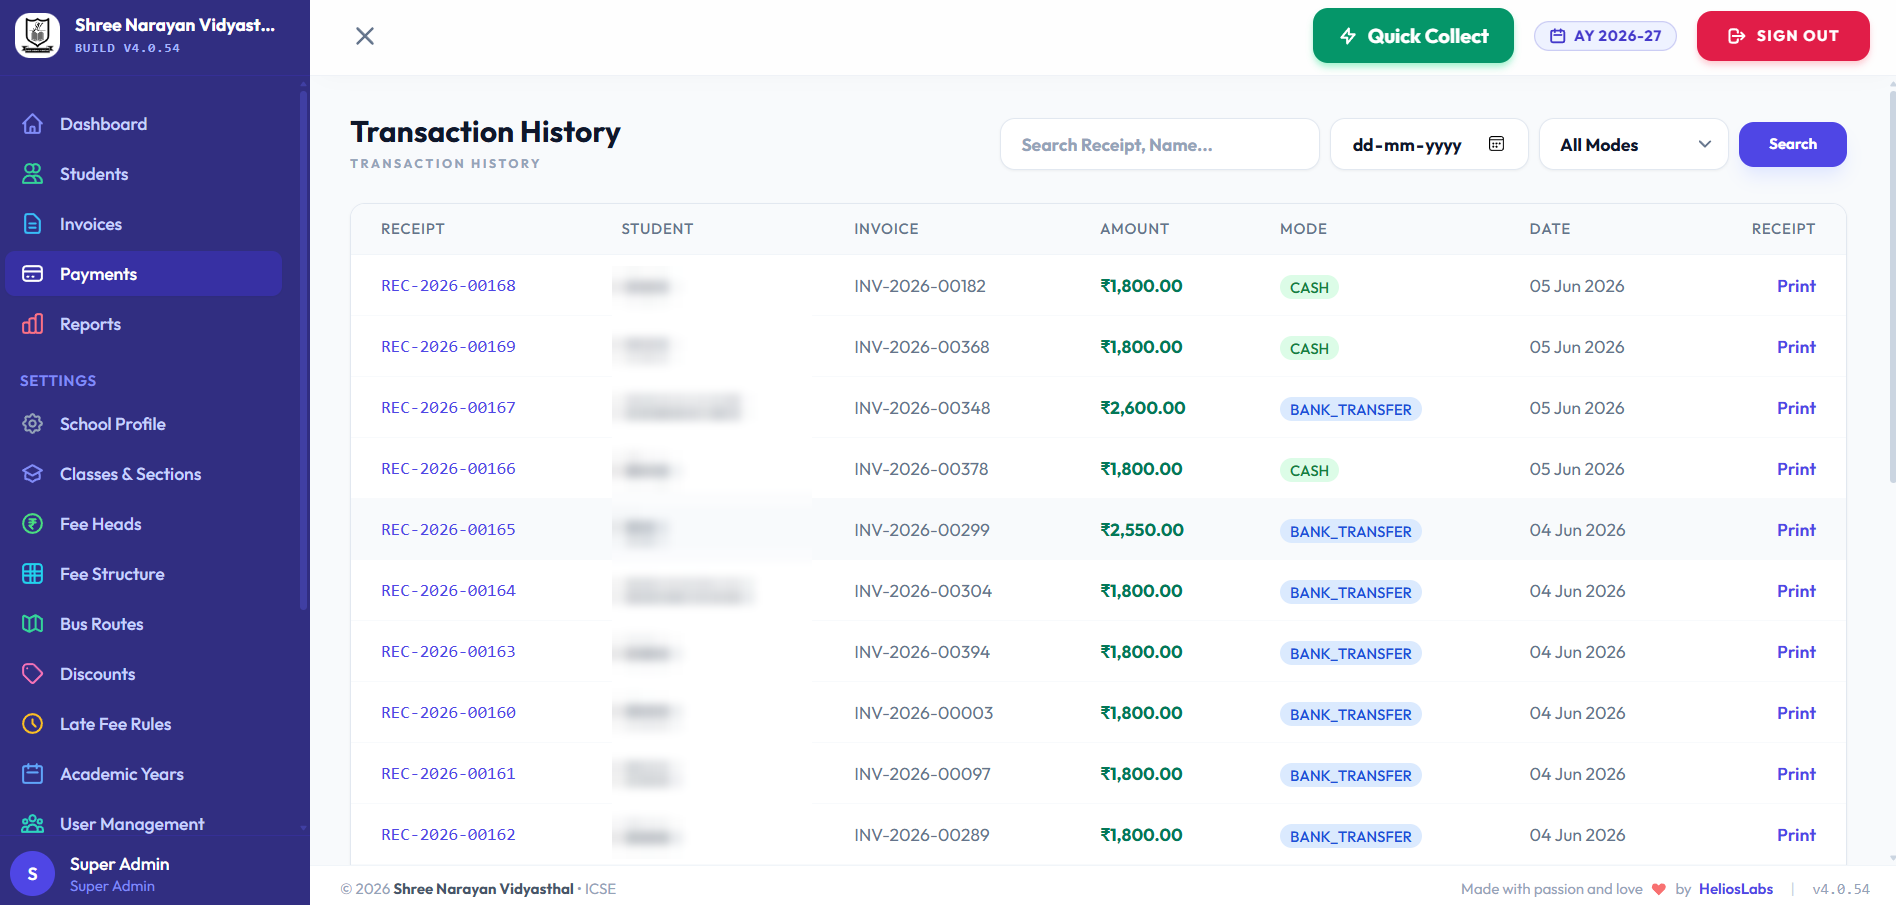 Shree Narayan Vidyast...
BUILD V4.0.54
Quick Collect
AY 2026-27
SIGN OUT
Dashboard
Students
Invoices
Payments
Reports
SETTINGS
School Profile
Classes & Sections
Fee Heads
Fee Structure
Bus Routes
Discounts
Late Fee Rules
Academic Years
User Management
S
Super Admin
Super Admin
Transaction History
TRANSACTION HISTORY
Search Receipt, Name...
dd-mm-yyyy
All Modes
Search
RECEIPT STUDENT INVOICE AMOUNT MODE DATE RECEIPT
REC-2026-00168 INV-2026-00182 ₹1,800.00 CASH 05 Jun 2026 Print
REC-2026-00169 INV-2026-00368 ₹1,800.00 CASH 05 Jun 2026 Print
REC-2026-00167 INV-2026-00348 ₹2,600.00 BANK_TRANSFER 05 Jun 2026 Print
REC-2026-00166 INV-2026-00378 ₹1,800.00 CASH 05 Jun 2026 Print
REC-2026-00165 INV-2026-00299 ₹2,550.00 BANK_TRANSFER 04 Jun 2026 Print
REC-2026-00164 INV-2026-00304 ₹1,800.00 BANK_TRANSFER 04 Jun 2026 Print
REC-2026-00163 INV-2026-00394 ₹1,800.00 BANK_TRANSFER 04 Jun 2026 Print
REC-2026-00160 INV-2026-00003 ₹1,800.00 BANK_TRANSFER 04 Jun 2026 Print
REC-2026-00161 INV-2026-00097 ₹1,800.00 BANK_TRANSFER 04 Jun 2026 Print
REC-2026-00162 INV-2026-00289 ₹1,800.00 BANK_TRANSFER 04 Jun 2026 Print
© 2026 Shree Narayan Vidyasthal • ICSE
Made with passion and love ❤ by HeliosLabs | v4.0.54